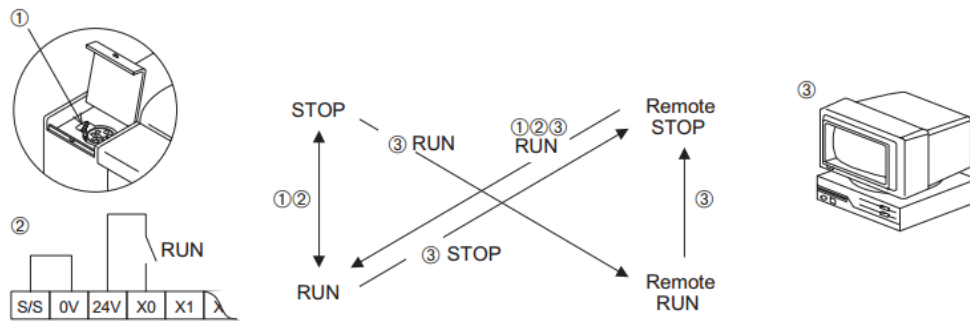 ①
STOP
③ RUN
①②③
RUN
Remote
STOP
③
①②
③
②
RUN
③ STOP
RUN
Remote
RUN
S/S 0V 24V X0 X1 X